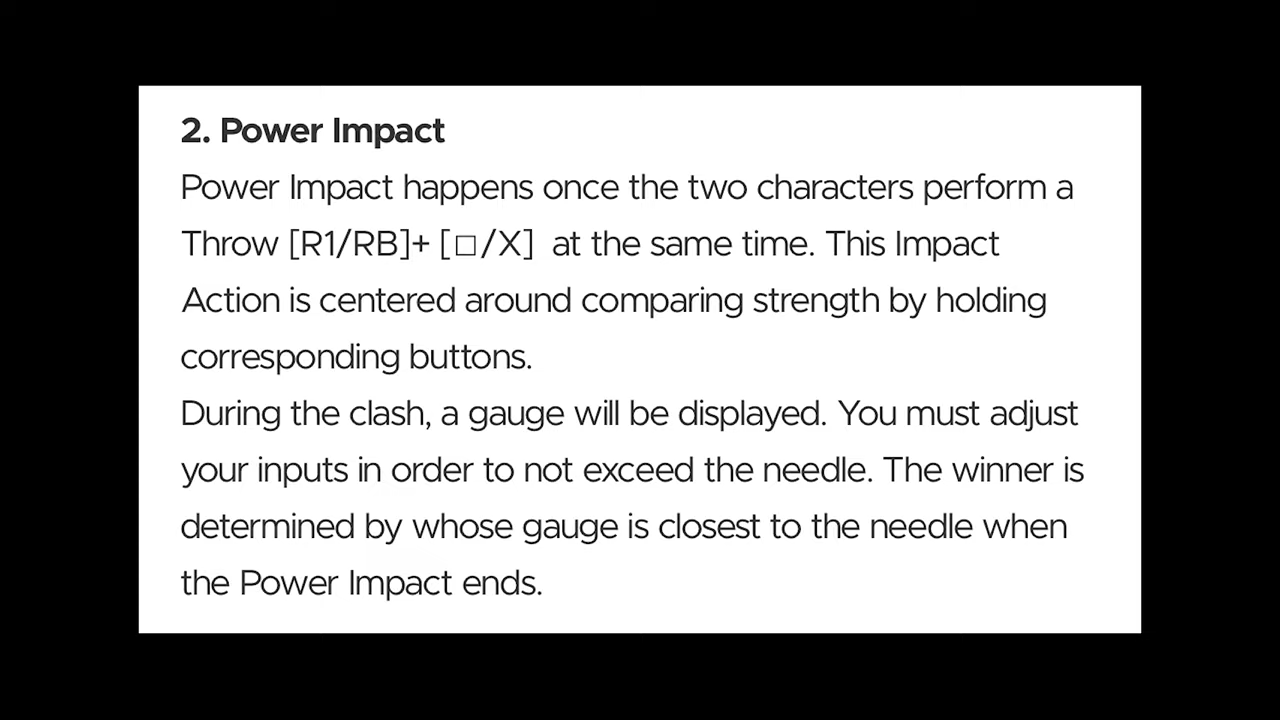 2. Power Impact
Power Impact happens once the two characters perform a
Throw [R1/RB]+ [□/X]  at the same time. This Impact
Action is centered around comparing strength by holding
corresponding buttons.
During the clash, a gauge will be displayed. You must adjust
your inputs in order to not exceed the needle. The winner is
determined by whose gauge is closest to the needle when
the Power Impact ends.